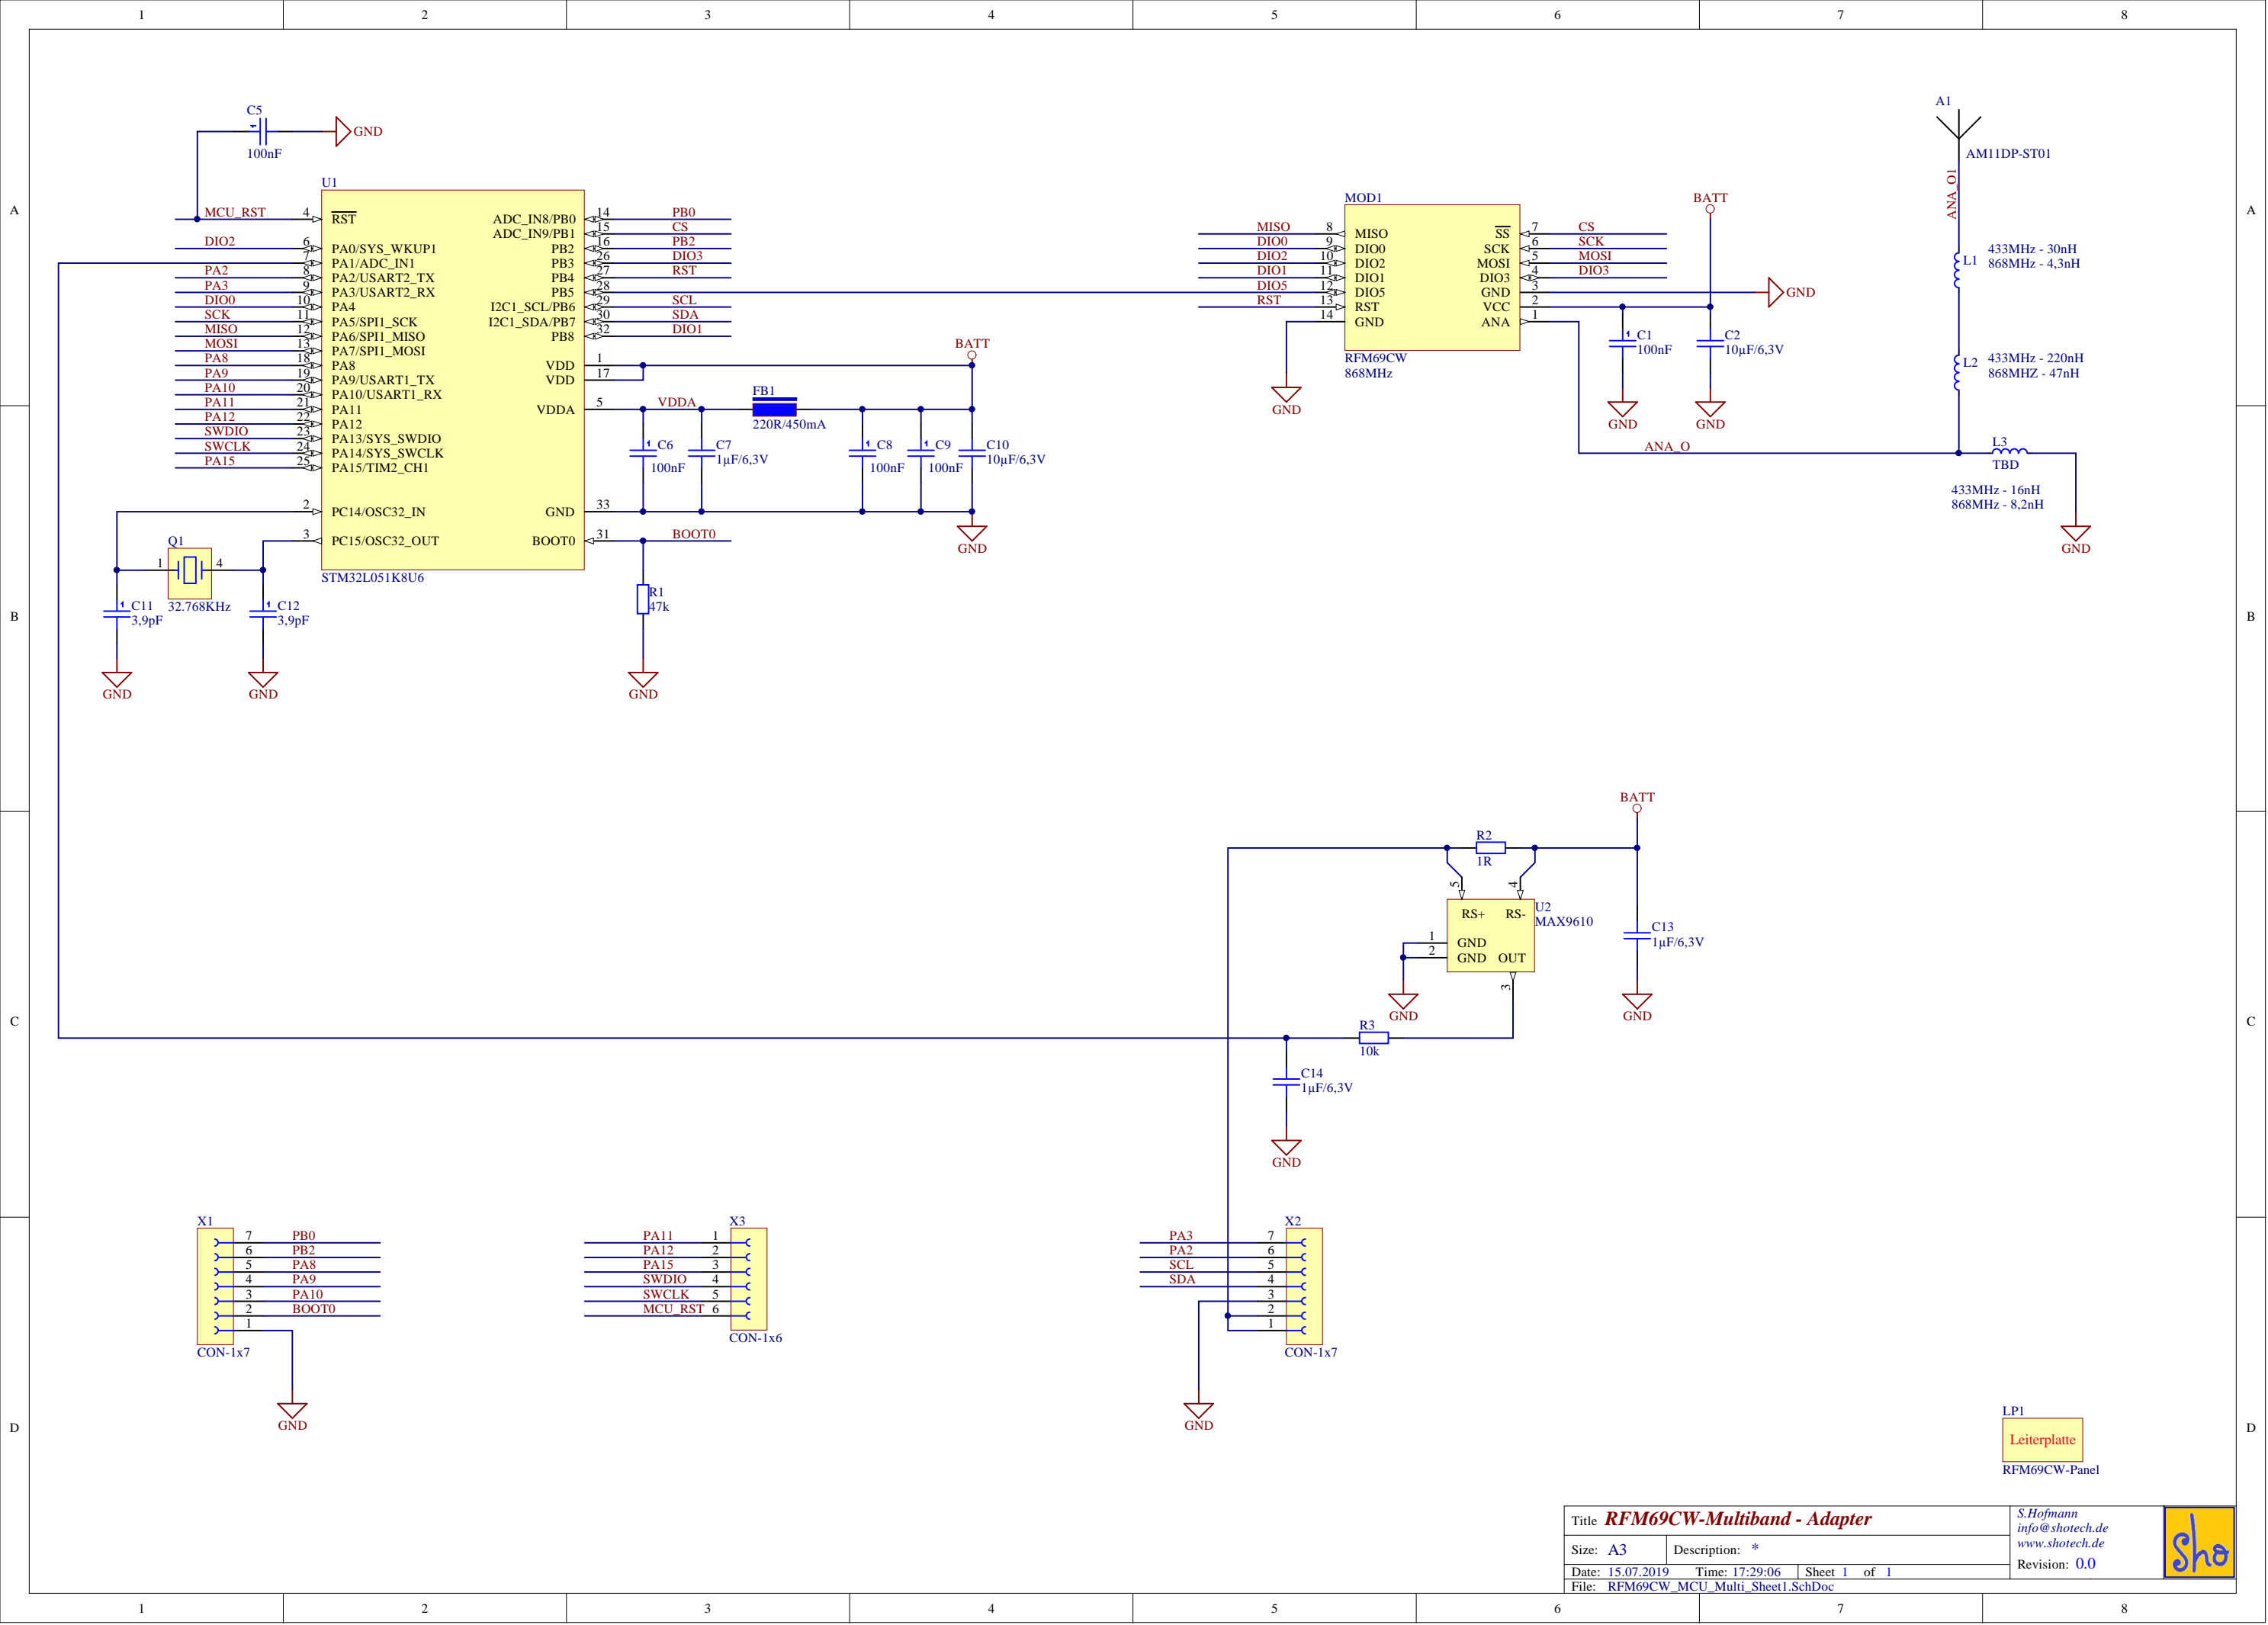 1 2 3 4 5 6 7 8
A
B
C
D
C5
100nF
GND
U1
MCU_RST 4 RST
DIO2 6 PA0/SYS_WKUP1
7 PA1/ADC_IN1
PA2 8 PA2/USART2_TX
PA3 9 PA3/USART2_RX
DIO0 10 PA4
SCK 11 PA5/SPI1_SCK
MISO 12 PA6/SPI1_MISO
MOSI 13 PA7/SPI1_MOSI
PA8 18 PA8
PA9 19 PA9/USART1_TX
PA10 20 PA10/USART1_RX
PA11 21 PA11
PA12 22 PA12
SWDIO 23 PA13/SYS_SWDIO
SWCLK 24 PA14/SYS_SWCLK
PA15 25 PA15/TIM2_CH1
2 PC14/OSC32_IN
3 PC15/OSC32_OUT
ADC_IN8/PB0 14 PB0
ADC_IN9/PB1 15 CS
PB2 16 PB2
PB3 26 DIO3
PB4 27 RST
PB5 28
I2C1_SCL/PB6 29 SCL
I2C1_SDA/PB7 30 SDA
PB8 32 DIO1
VDD 1
VDD 17
VDDA 5 VDDA
GND 33
BOOT0 31 BOOT0
STM32L051K8U6
BATT
FB1
220R/450mA
C6
100nF
C7
1µF/6,3V
C8
100nF
C9
100nF
C10
10µF/6,3V
GND
R1
47k
GND
Q1
1 4
32.768KHz
C11
3,9pF
GND
C12
3,9pF
GND
MOD1
MISO 8 MISO
DIO0 9 DIO0
DIO2 10 DIO2
DIO1 11 DIO1
DIO5 12 DIO5
RST 13 RST
14 GND
SS 7 CS
SCK 6 SCK
MOSI 5 MOSI
DIO3 4 DIO3
GND 3
VCC 2
ANA 1
RFM69CW
868MHz
GND
BATT
GND
C1
100nF
GND
C2
10µF/6,3V
GND
ANA_O
A1
AM11DP-ST01
ANA_O1
L1
433MHz - 30nH
868MHz - 4,3nH
L2
433MHz - 220nH
868MHZ - 47nH
L3
TBD
433MHz - 16nH
868MHz - 8,2nH
GND
BATT
R2
1R
5 4
RS+ RS-
U2
MAX9610
1 GND
2 GND OUT
3
GND
C13
1µF/6,3V
GND
R3
10k
C14
1µF/6,3V
GND
X1
7 PB0
6 PB2
5 PA8
4 PA9
3 PA10
2 BOOT0
1
CON-1x7
GND
X3
PA11 1
PA12 2
PA15 3
SWDIO 4
SWCLK 5
MCU_RST 6
CON-1x6
X2
PA3 7
PA2 6
SCL 5
SDA 4
3
2
1
CON-1x7
GND
LP1
Leiterplatte
RFM69CW-Panel
Title RFM69CW-Multiband - Adapter
Size: A3 Description: *
Date: 15.07.2019 Time: 17:29:06 Sheet 1 of 1
File: RFM69CW_MCU_Multi_Sheet1.SchDoc
S.Hofmann
info@shotech.de
www.shotech.de
Revision: 0.0
sho
A
B
C
D
1 2 3 4 5 6 7 8